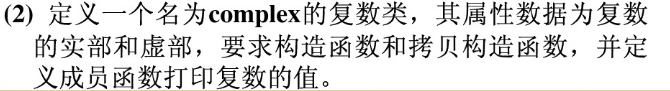 (2) 定义一个名为complex的复数类，其属性数据为复数
的实部和虚部，要求构造函数和拷贝构造函数，并定
义成员函数打印复数的值。